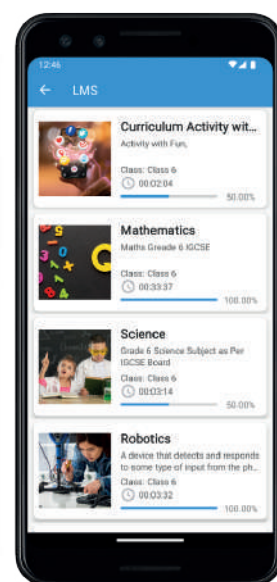 12:46
LMS
Curriculum Activity wit...
Activity with Fun,
Class: Class 6
00:02:04
50.00%
Mathematics
Maths Greade 6 IGCSE
Class: Class 6
00:33:37
100.00%
Science
Grade 6 Science Subject as Per
IGCSE Board
Class: Class 6
00:03:14
50.00%
Robotics
A device that detects and responds
to some type of input from the ph...
Class: Class 6
00:03:32
100.00%